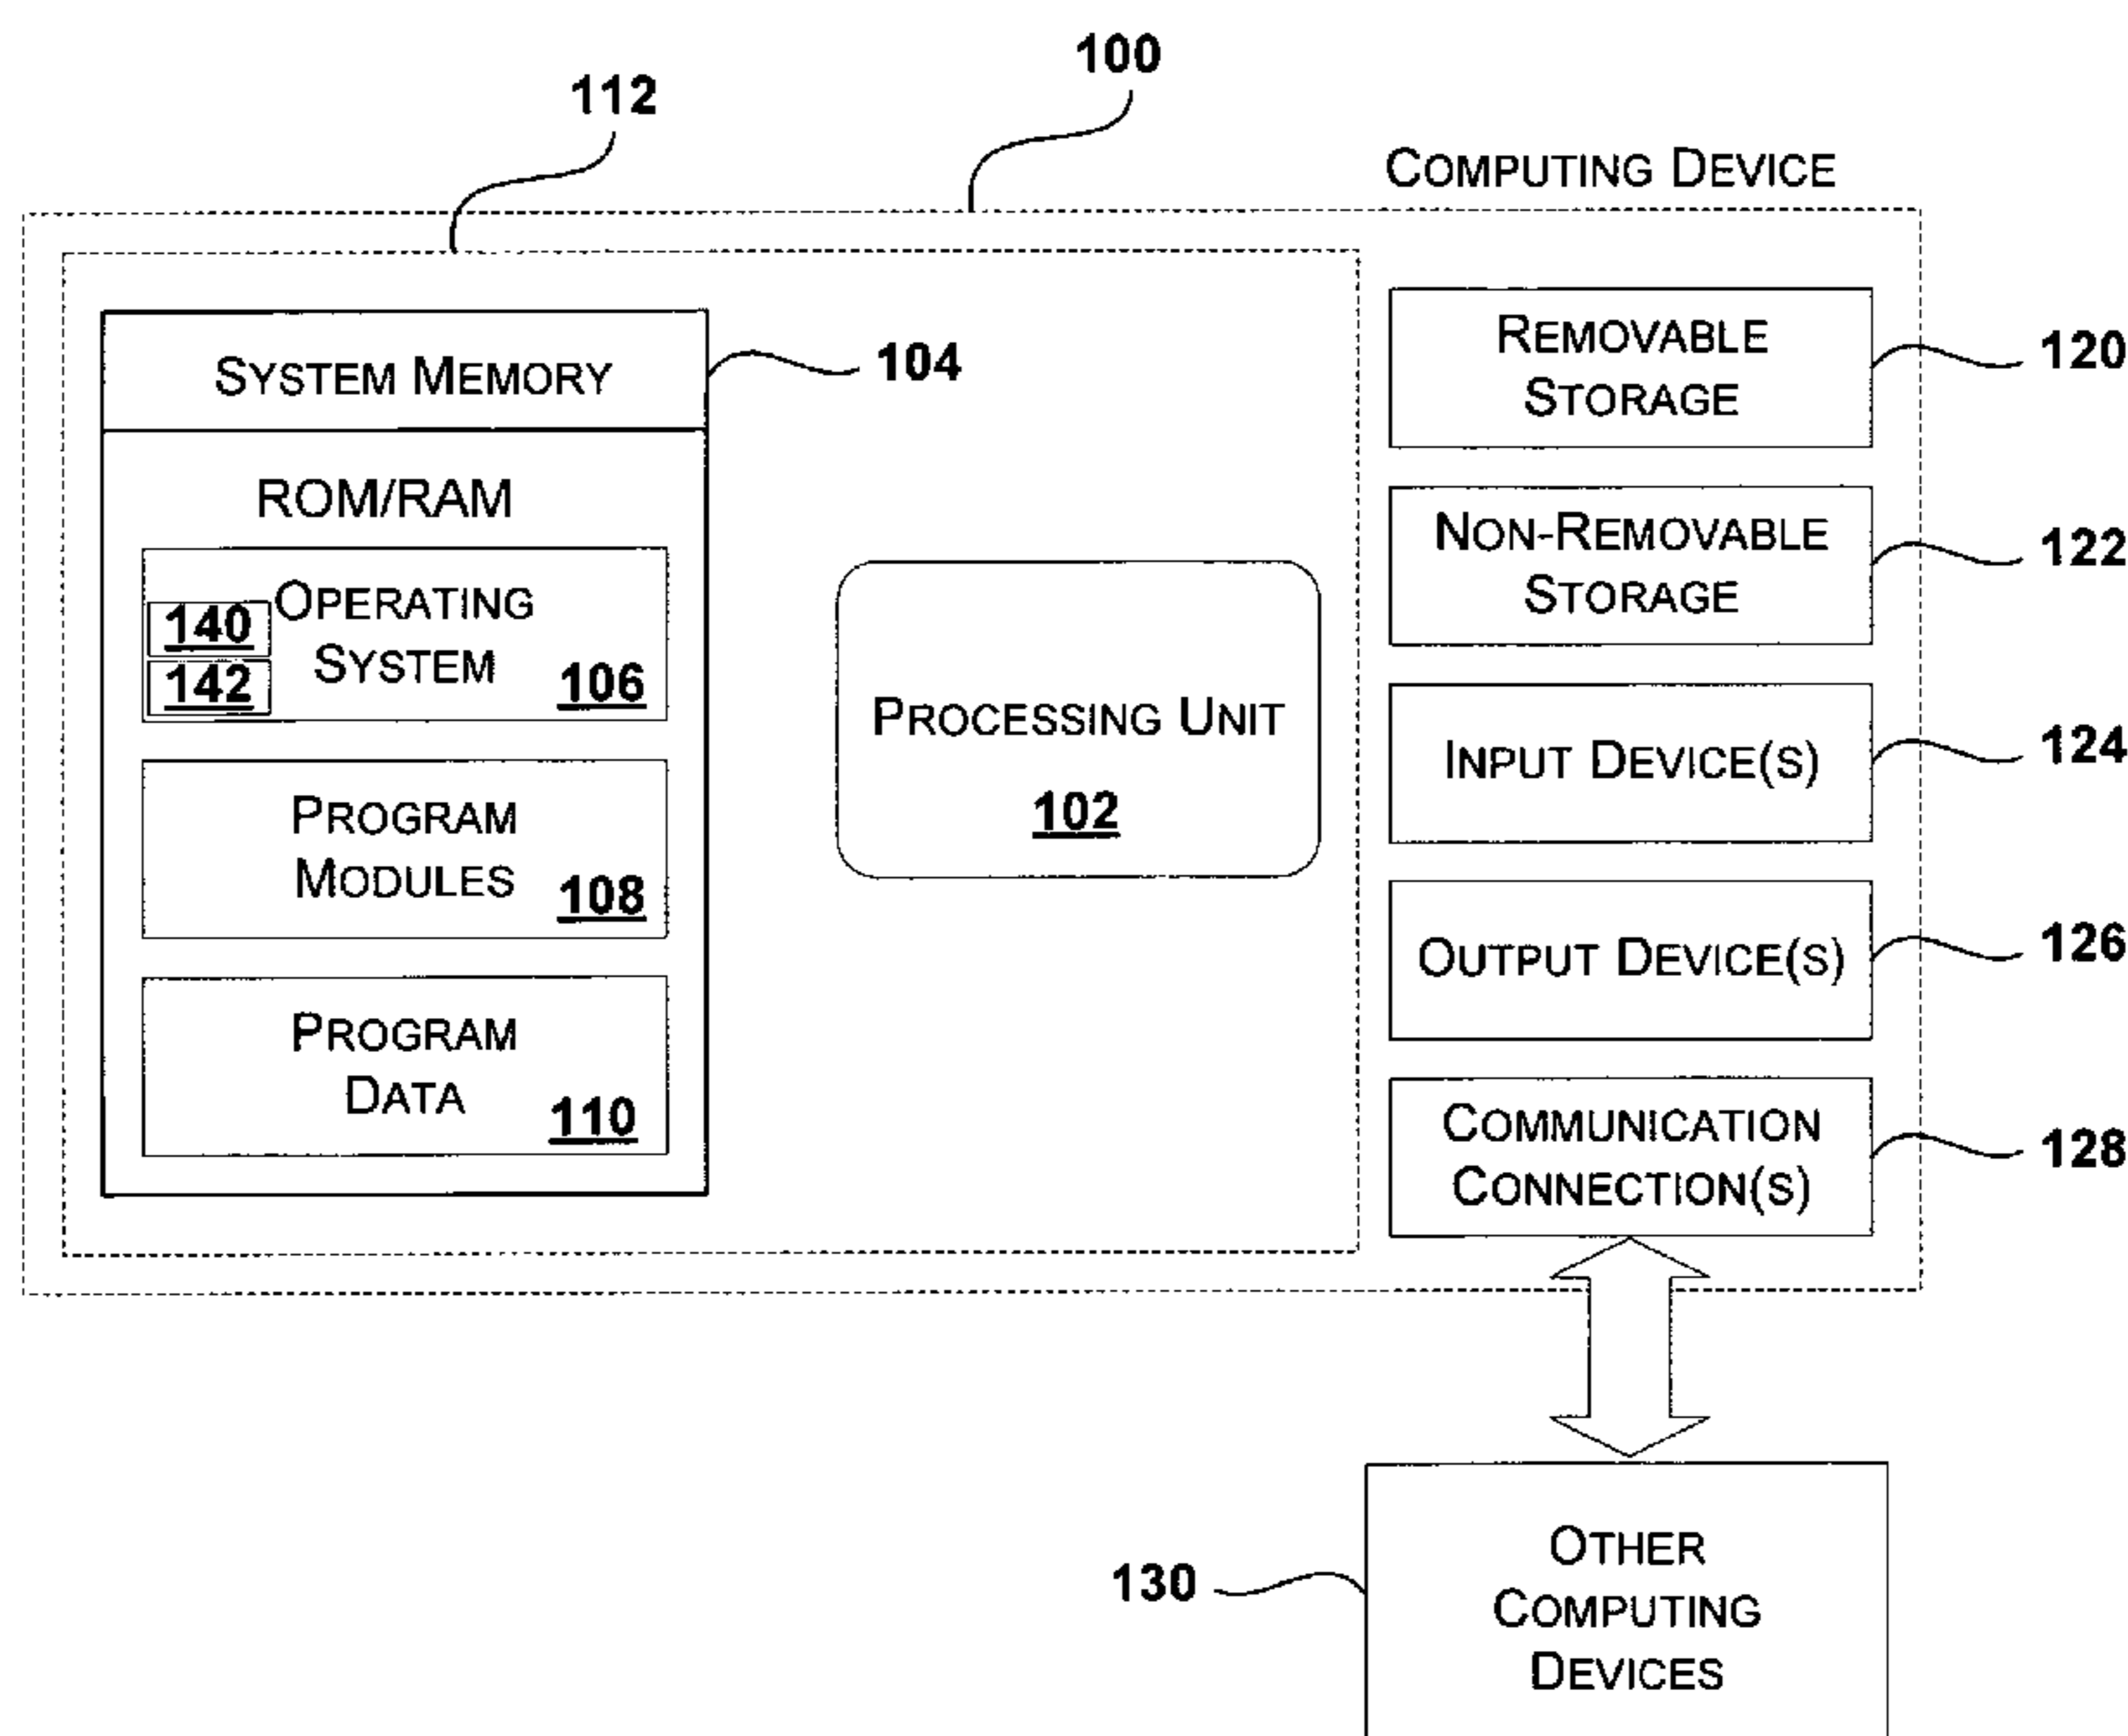 100
112
COMPUTING DEVICE
SYSTEM MEMORY
104
ROM/RAM
OPERATING
SYSTEM
140
142
106
PROGRAM
MODULES
108
PROGRAM
DATA
110
PROCESSING UNIT
102
REMOVABLE
STORAGE
120
NON-REMOVABLE
STORAGE
122
INPUT DEVICE(S)
124
OUTPUT DEVICE(S)
126
COMMUNICATION
CONNECTION(S)
128
130
OTHER
COMPUTING
DEVICES